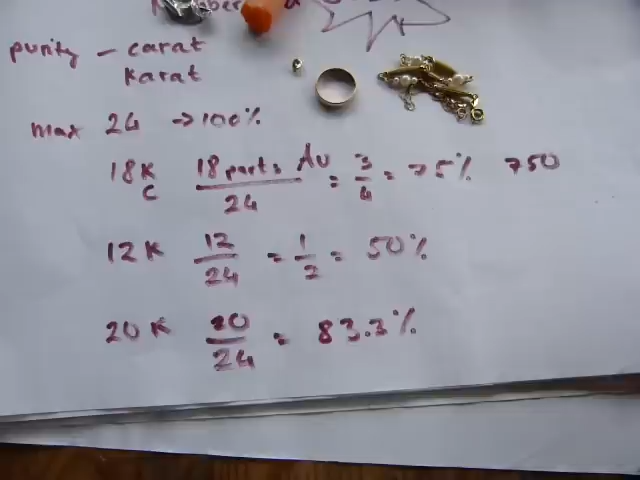 purity - carat
Karat
max 24 → 100%
18K 18 parts Au / 24 = 3/4 = 75% 750
C
12K 12/24 = 1/2 = 50%
20K 20/24 = 83.3%